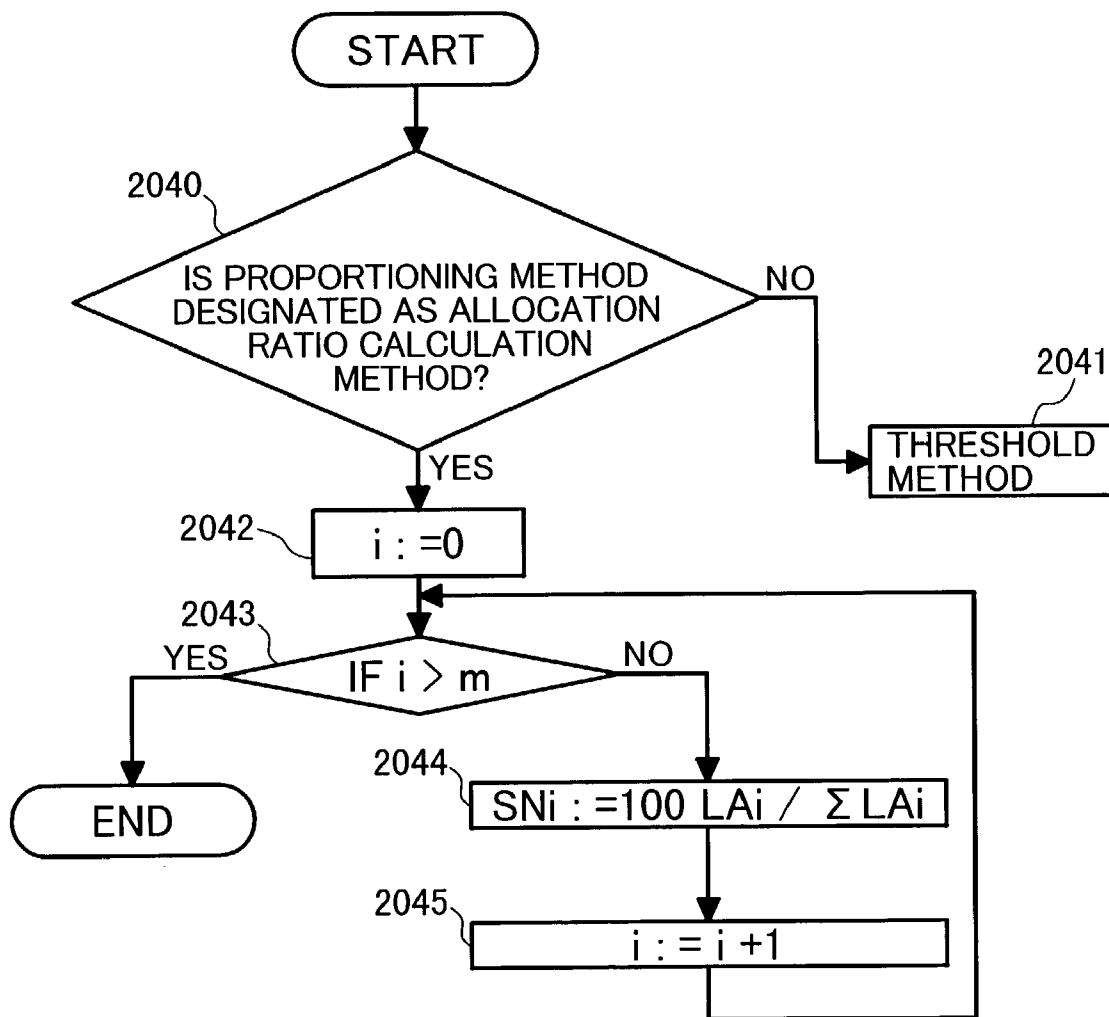 START
2040
IS PROPORTIONING METHOD
DESIGNATED AS ALLOCATION
RATIO CALCULATION
METHOD?
NO
2041
THRESHOLD
METHOD
YES
2042
i : =0
2043
YES
IF i > m
NO
2044
SNi : =100 LAi / Σ LAi
END
2045
i : = i +1